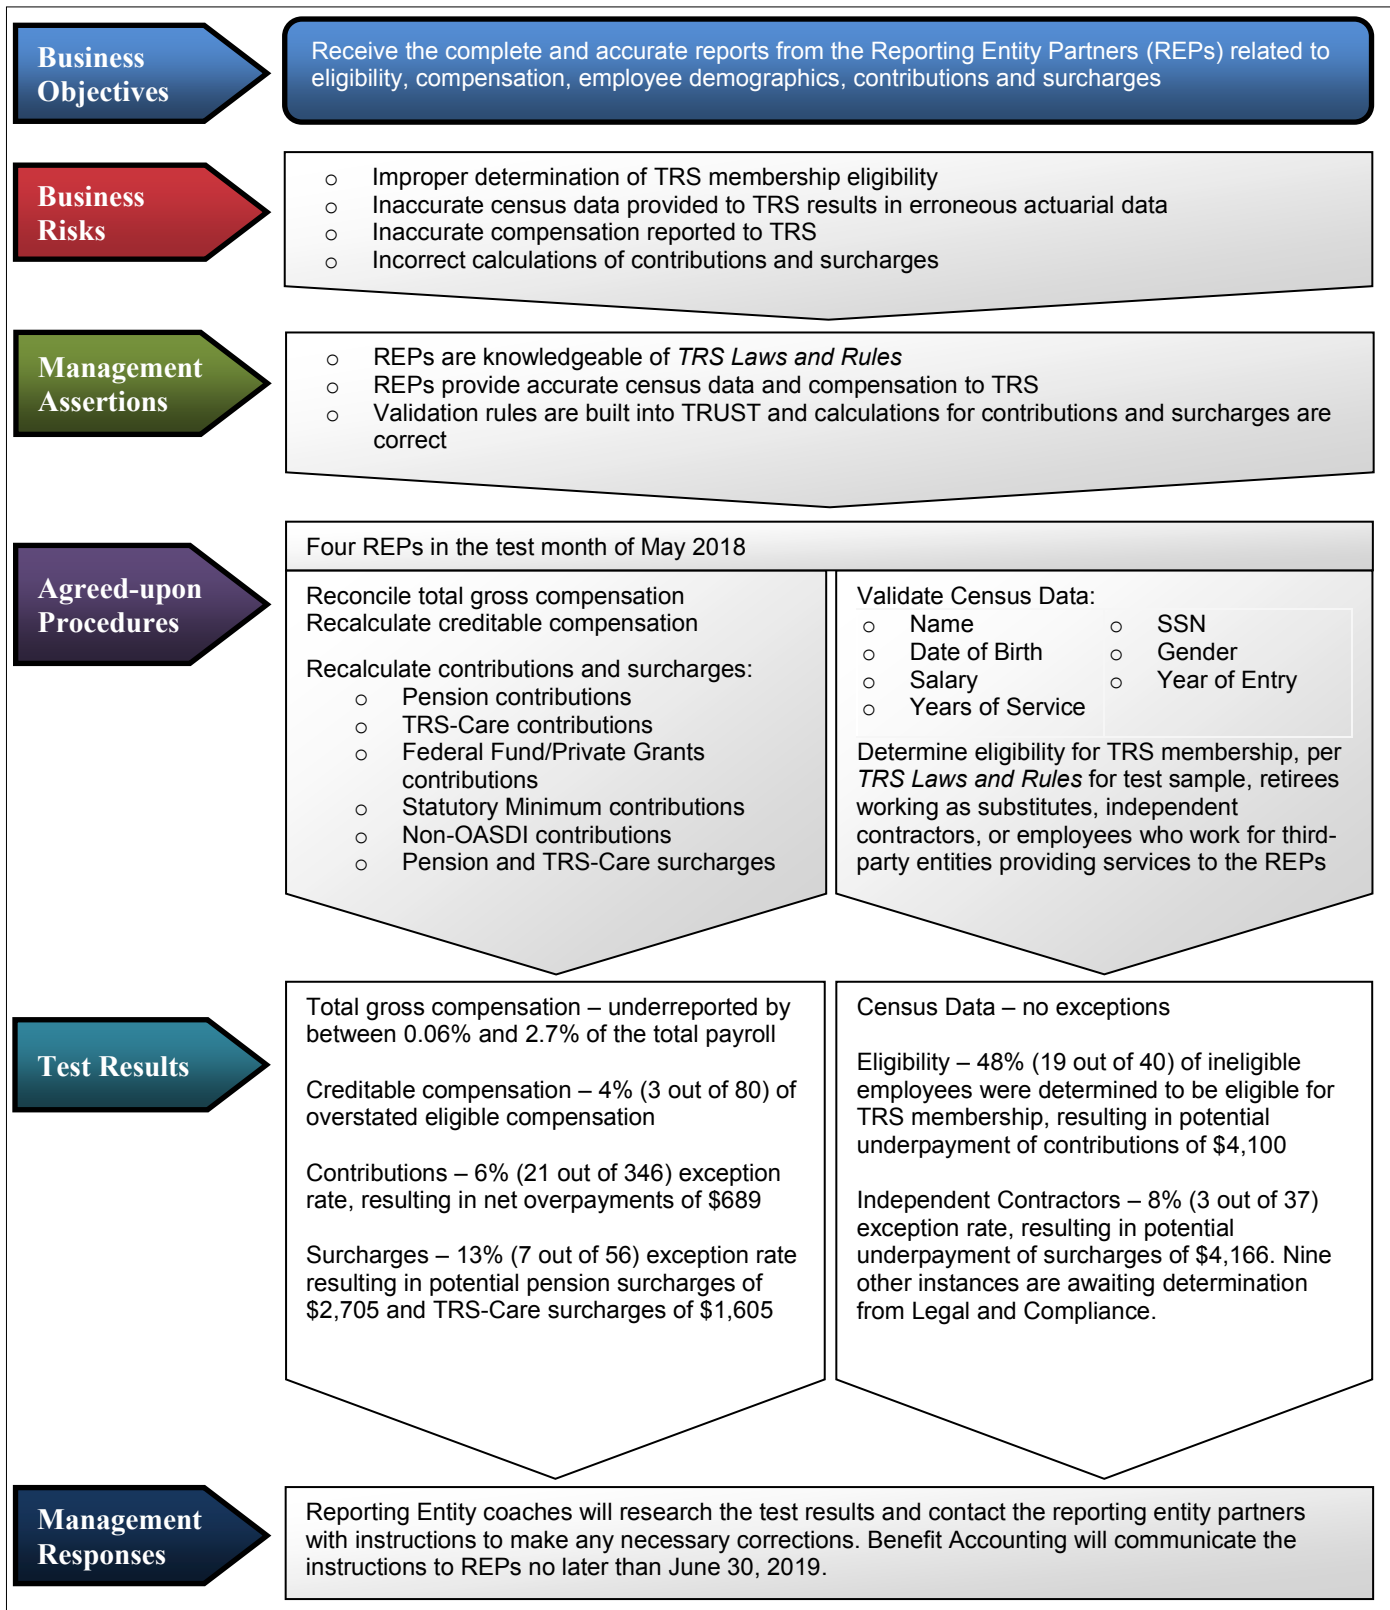 Business
Objectives
Receive the complete and accurate reports from the Reporting Entity Partners (REPs) related to
eligibility, compensation, employee demographics, contributions and surcharges
Business
Risks
o Improper determination of TRS membership eligibility
o Inaccurate census data provided to TRS results in erroneous actuarial data
o Inaccurate compensation reported to TRS
o Incorrect calculations of contributions and surcharges
Management
Assertions
o REPs are knowledgeable of TRS Laws and Rules
o REPs provide accurate census data and compensation to TRS
o Validation rules are built into TRUST and calculations for contributions and surcharges are
correct
Agreed-upon
Procedures
Four REPs in the test month of May 2018
Reconcile total gross compensation
Recalculate creditable compensation
Recalculate contributions and surcharges:
o Pension contributions
o TRS-Care contributions
o Federal Fund/Private Grants
contributions
o Statutory Minimum contributions
o Non-OASDI contributions
o Pension and TRS-Care surcharges
Validate Census Data:
o Name
o Date of Birth
o Salary
o Years of Service
o SSN
o Gender
o Year of Entry
Determine eligibility for TRS membership, per
TRS Laws and Rules for test sample, retirees
working as substitutes, independent
contractors, or employees who work for third-
party entities providing services to the REPs
Test Results
Total gross compensation – underreported by
between 0.06% and 2.7% of the total payroll
Creditable compensation – 4% (3 out of 80) of
overstated eligible compensation
Contributions – 6% (21 out of 346) exception
rate, resulting in net overpayments of $689
Surcharges – 13% (7 out of 56) exception rate
resulting in potential pension surcharges of
$2,705 and TRS-Care surcharges of $1,605
Census Data – no exceptions
Eligibility – 48% (19 out of 40) of ineligible
employees were determined to be eligible for
TRS membership, resulting in potential
underpayment of contributions of $4,100
Independent Contractors – 8% (3 out of 37)
exception rate, resulting in potential
underpayment of surcharges of $4,166. Nine
other instances are awaiting determination
from Legal and Compliance.
Management
Responses
Reporting Entity coaches will research the test results and contact the reporting entity partners
with instructions to make any necessary corrections. Benefit Accounting will communicate the
instructions to REPs no later than June 30, 2019.